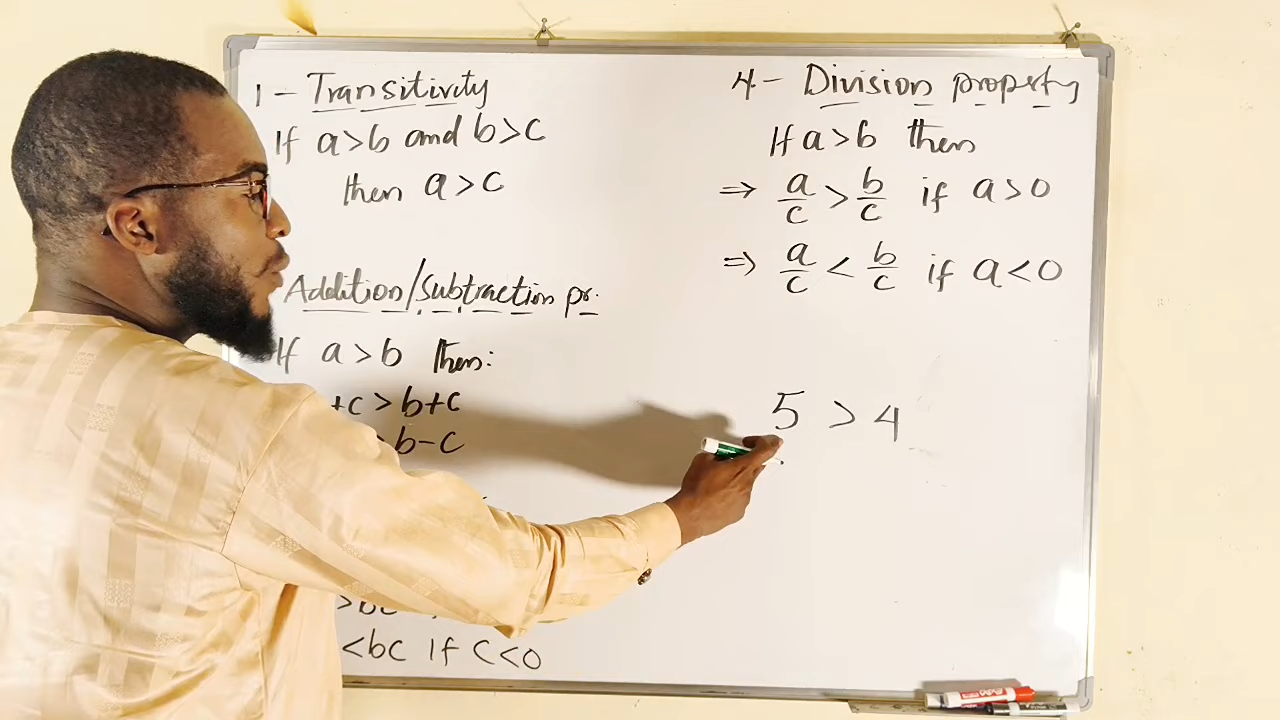 1 - Transitivity
If a>b and b>c
then a>c
Addition/Subtraction pr.
If a>b then:
+c > b+c
> b-c
>bc
<bc if c<0
4 - Division property
If a>b then
⇒ a/c > b/c if a>0
⇒ a/c < b/c if a<0
5 > 4